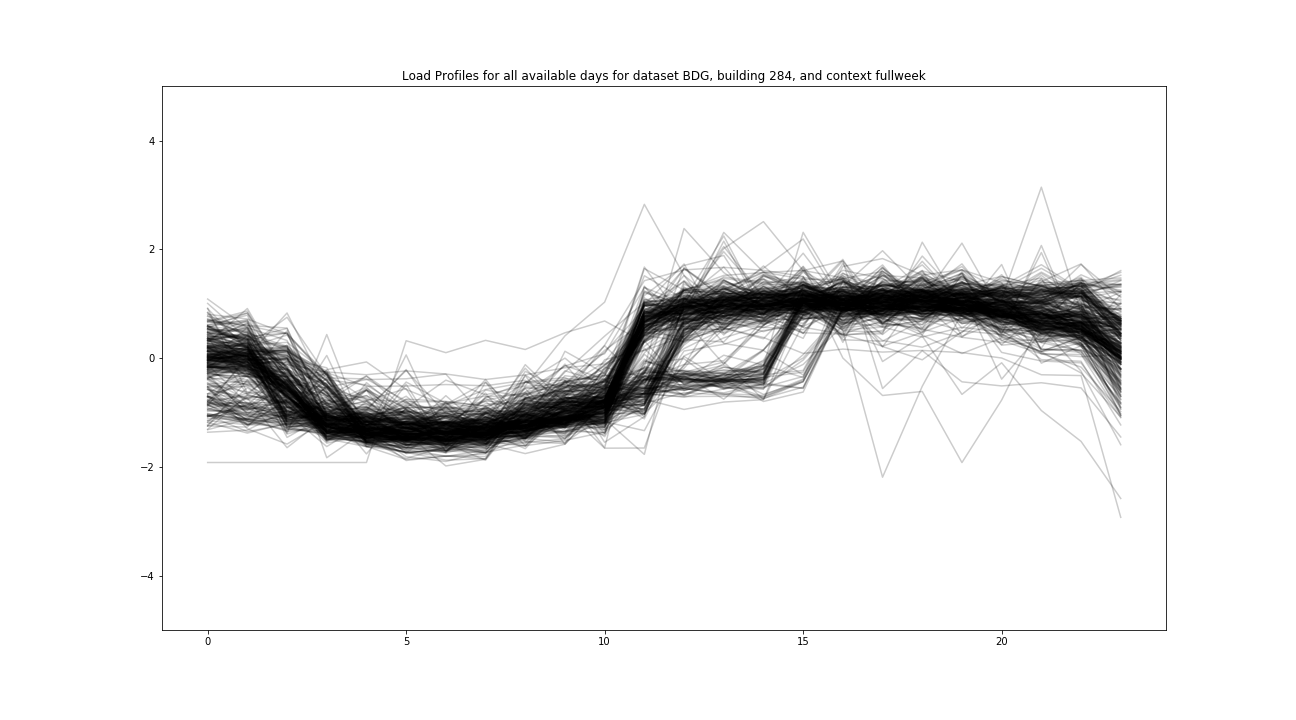 Load Profiles for all available days for dataset BDG, building 284, and context fullweek
4
2
0
−2
−4
0 5 10 15 20